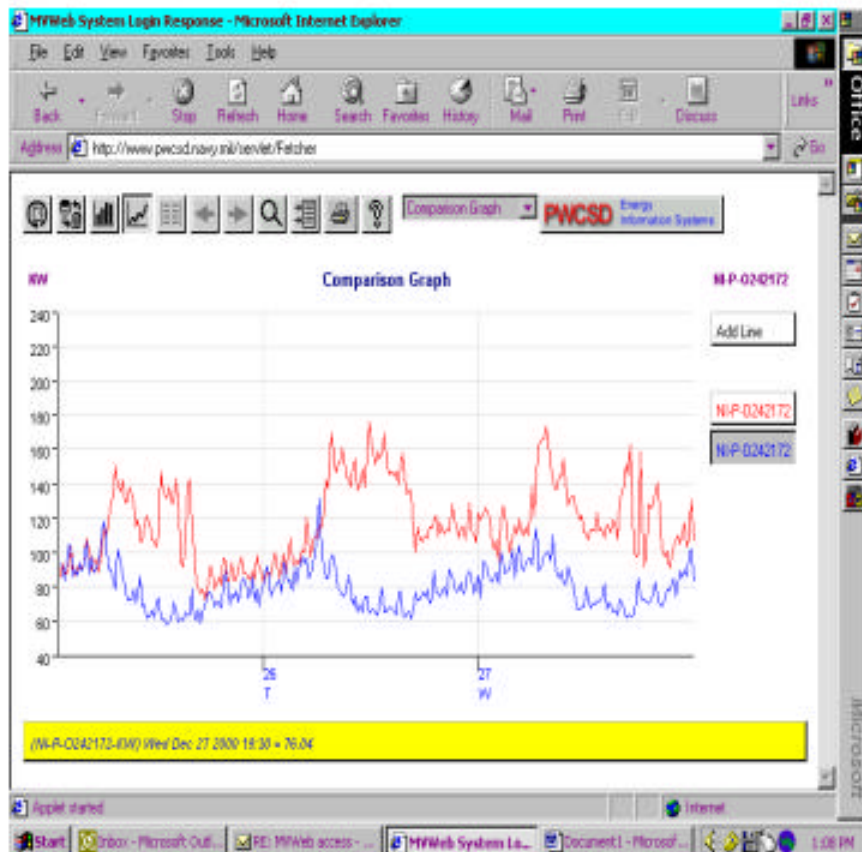 MVWeb System Login Response - Microsoft Internet Explorer
File Edit View Favorites Tools Help
Back Forward Stop Refresh Home Search Favorites History Mail Print Edit Discuss Links
Address http://www.pwcsd.navy.mil/servlet/Fetcher Go
Comparison Graph PWCSD Energy Information Systems
KW Comparison Graph NI-P-O242172
240
220
200
180
160
140
120
100
80
60
40
26 27
T W
Add Line
NI-P-O242172
NI-P-O242172
(NI-P-O242172-KW) Wed Dec 27 2000
Applet started Internet
Start Inbox - Microsoft Outl... RE: MVWeb access - ... MVWeb System Lo... Document1 - Microsof... 1:08 PM
Office
Microsoft